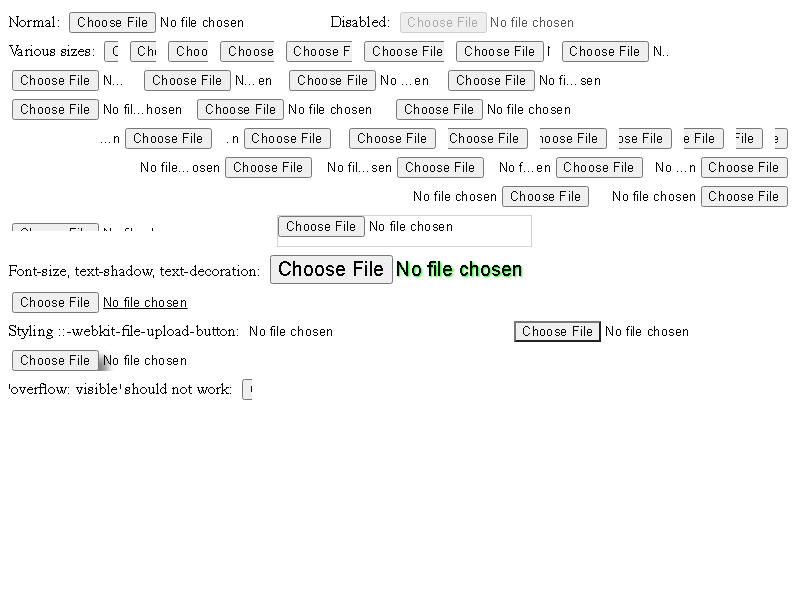 Normal: Choose File No file chosen Disabled: Choose File No file chosen
Various sizes: C Cho Choo Choose Choose F Choose File Choose File Choose File N..
Choose File N... Choose File N... en Choose File No ... en Choose File No fi... sen
Choose File No fil... hosen Choose File No file chosen Choose File No file chosen
...n Choose File .n Choose File Choose File Choose File hoose File ose File e File File e
No file... osen Choose File No fil... sen Choose File No f... en Choose File No ... n Choose File
No file chosen Choose File No file chosen Choose File
Choose File No file chosen
Font-size, text-shadow, text-decoration: Choose File No file chosen
Choose File No file chosen
Styling ::-webkit-file-upload-button: No file chosen Choose File No file chosen
Choose File No file chosen
'overflow: visible' should not work: